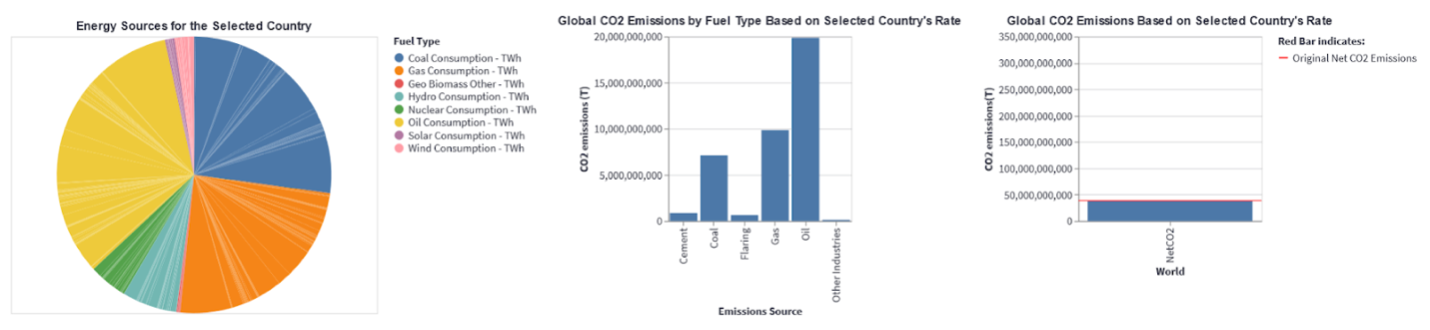 Energy Sources for the Selected Country
Fuel Type
Coal Consumption - TWh
Gas Consumption - TWh
Geo Biomass Other - TWh
Hydro Consumption - TWh
Nuclear Consumption - TWh
Oil Consumption - TWh
Solar Consumption - TWh
Wind Consumption - TWh
Global CO2 Emissions by Fuel Type Based on Selected Country's Rate
CO2 emissions (T)
20,000,000,000
15,000,000,000
10,000,000,000
5,000,000,000
0
Cement
Coal
Flaring
Gas
Oil
Other Industries
Emissions Source
Global CO2 Emissions Based on Selected Country's Rate
CO2 emissions(T)
350,000,000,000
300,000,000,000
250,000,000,000
200,000,000,000
150,000,000,000
100,000,000,000
50,000,000,000
0
NetCO2
World
Red Bar indicates:
Original Net CO2 Emissions